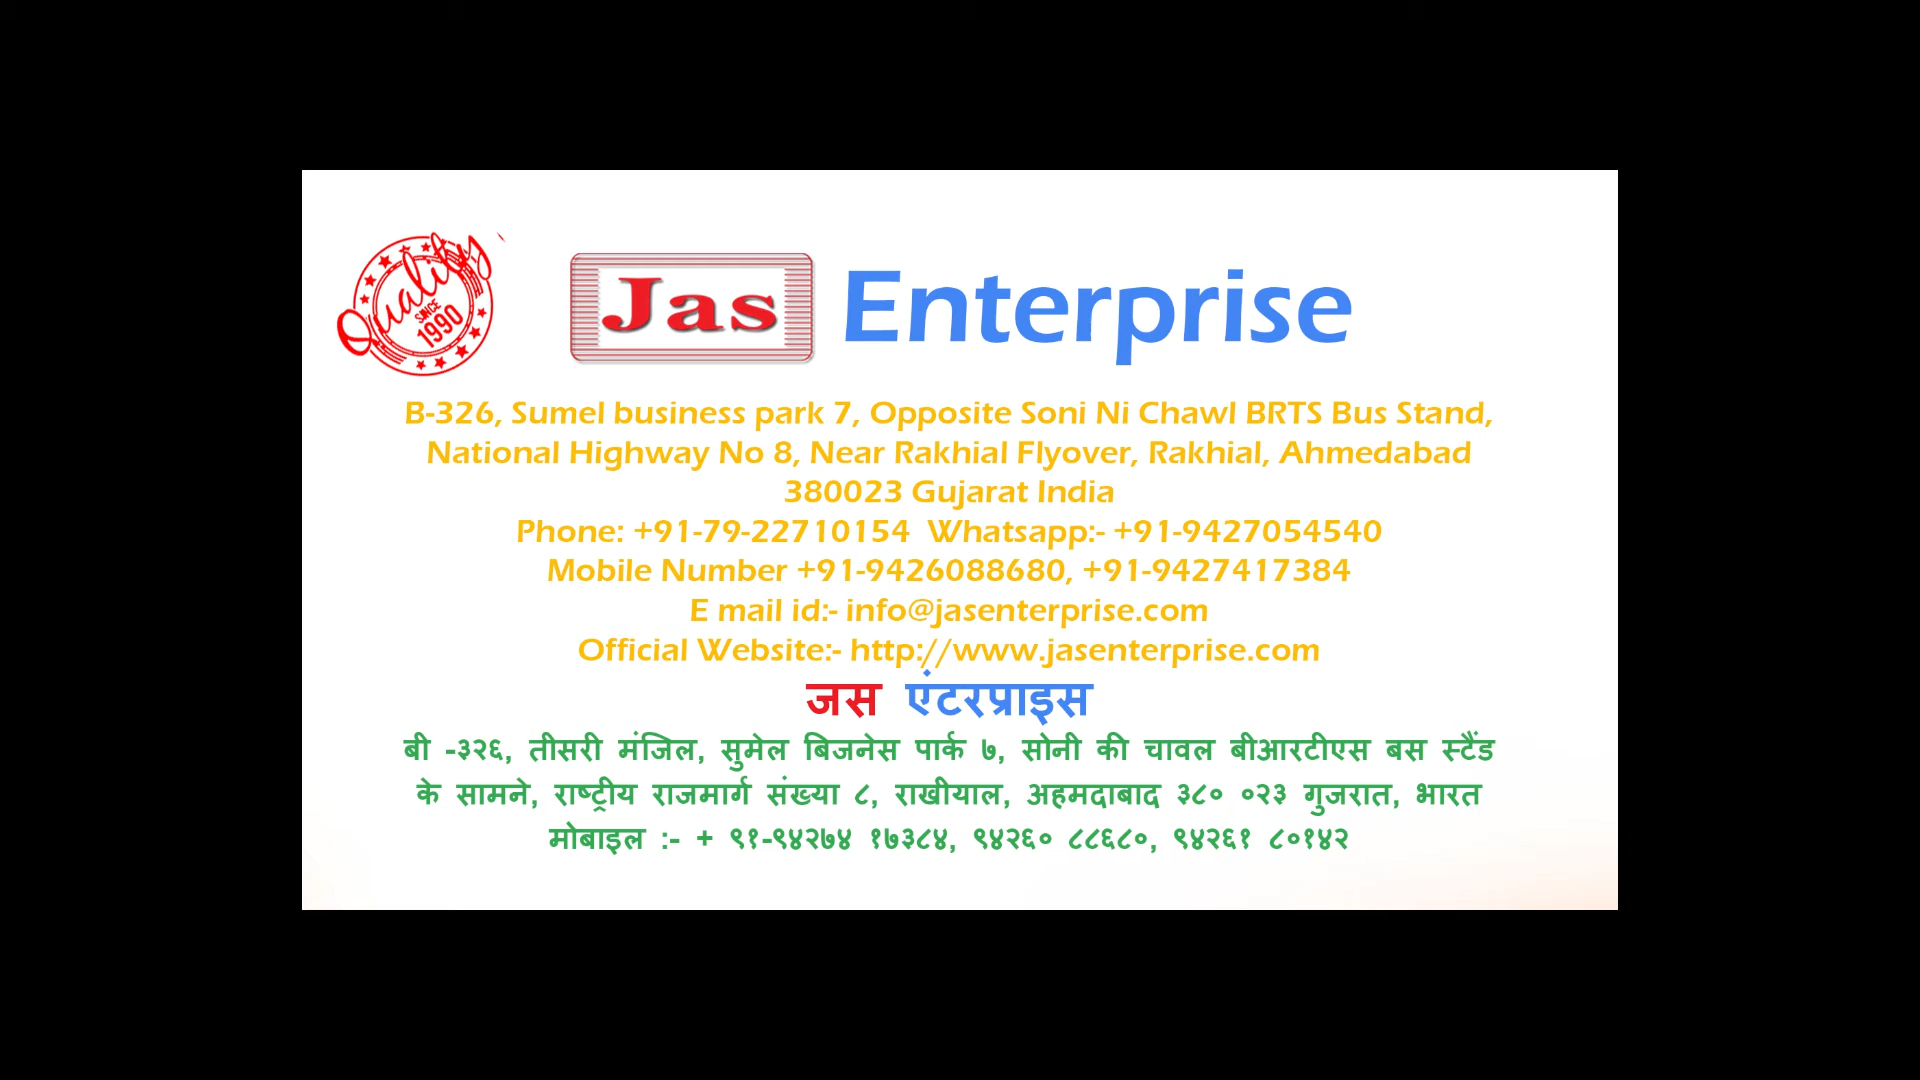 Quality
SINCE
1990
Jas Enterprise
B-326, Sumel business park 7, Opposite Soni Ni Chawl BRTS Bus Stand,
National Highway No 8, Near Rakhial Flyover, Rakhial, Ahmedabad
380023 Gujarat India
Phone: +91-79-22710154 Whatsapp:- +91-9427054540
Mobile Number +91-9426088680, +91-9427417384
E mail id:- info@jasenterprise.com
Official Website:- http://www.jasenterprise.com
जस एंटरप्राइस
बी -३२६, तीसरी मंजिल, सुमेल बिजनेस पार्क ७, सोनी की चावल बीआरटीएस बस स्टैंड
के सामने, राष्ट्रीय राजमार्ग संख्या ८, राखीयाल, अहमदाबाद ३८० ०२३ गुजरात, भारत
मोबाइल :- + ९१-९४२७४ १७३८४, ९४२६० ८८६८०, ९४२६१ ८०१४२